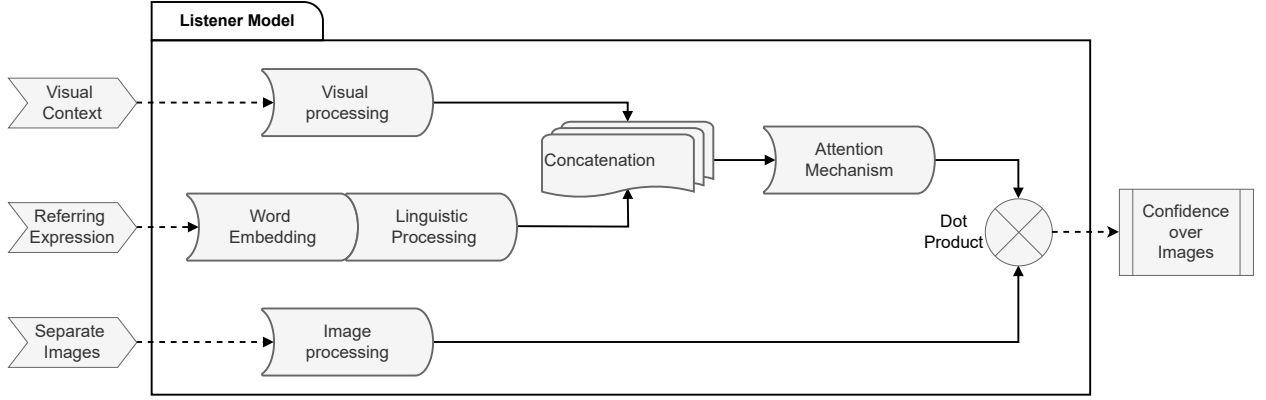 Listener Model
Visual
Context
Visual
processing
Concatenation
Attention
Mechanism
Referring
Expression
Word
Embedding
Linguistic
Processing
Dot
Product
Confidence
over
Images
Separate
Images
Image
processing